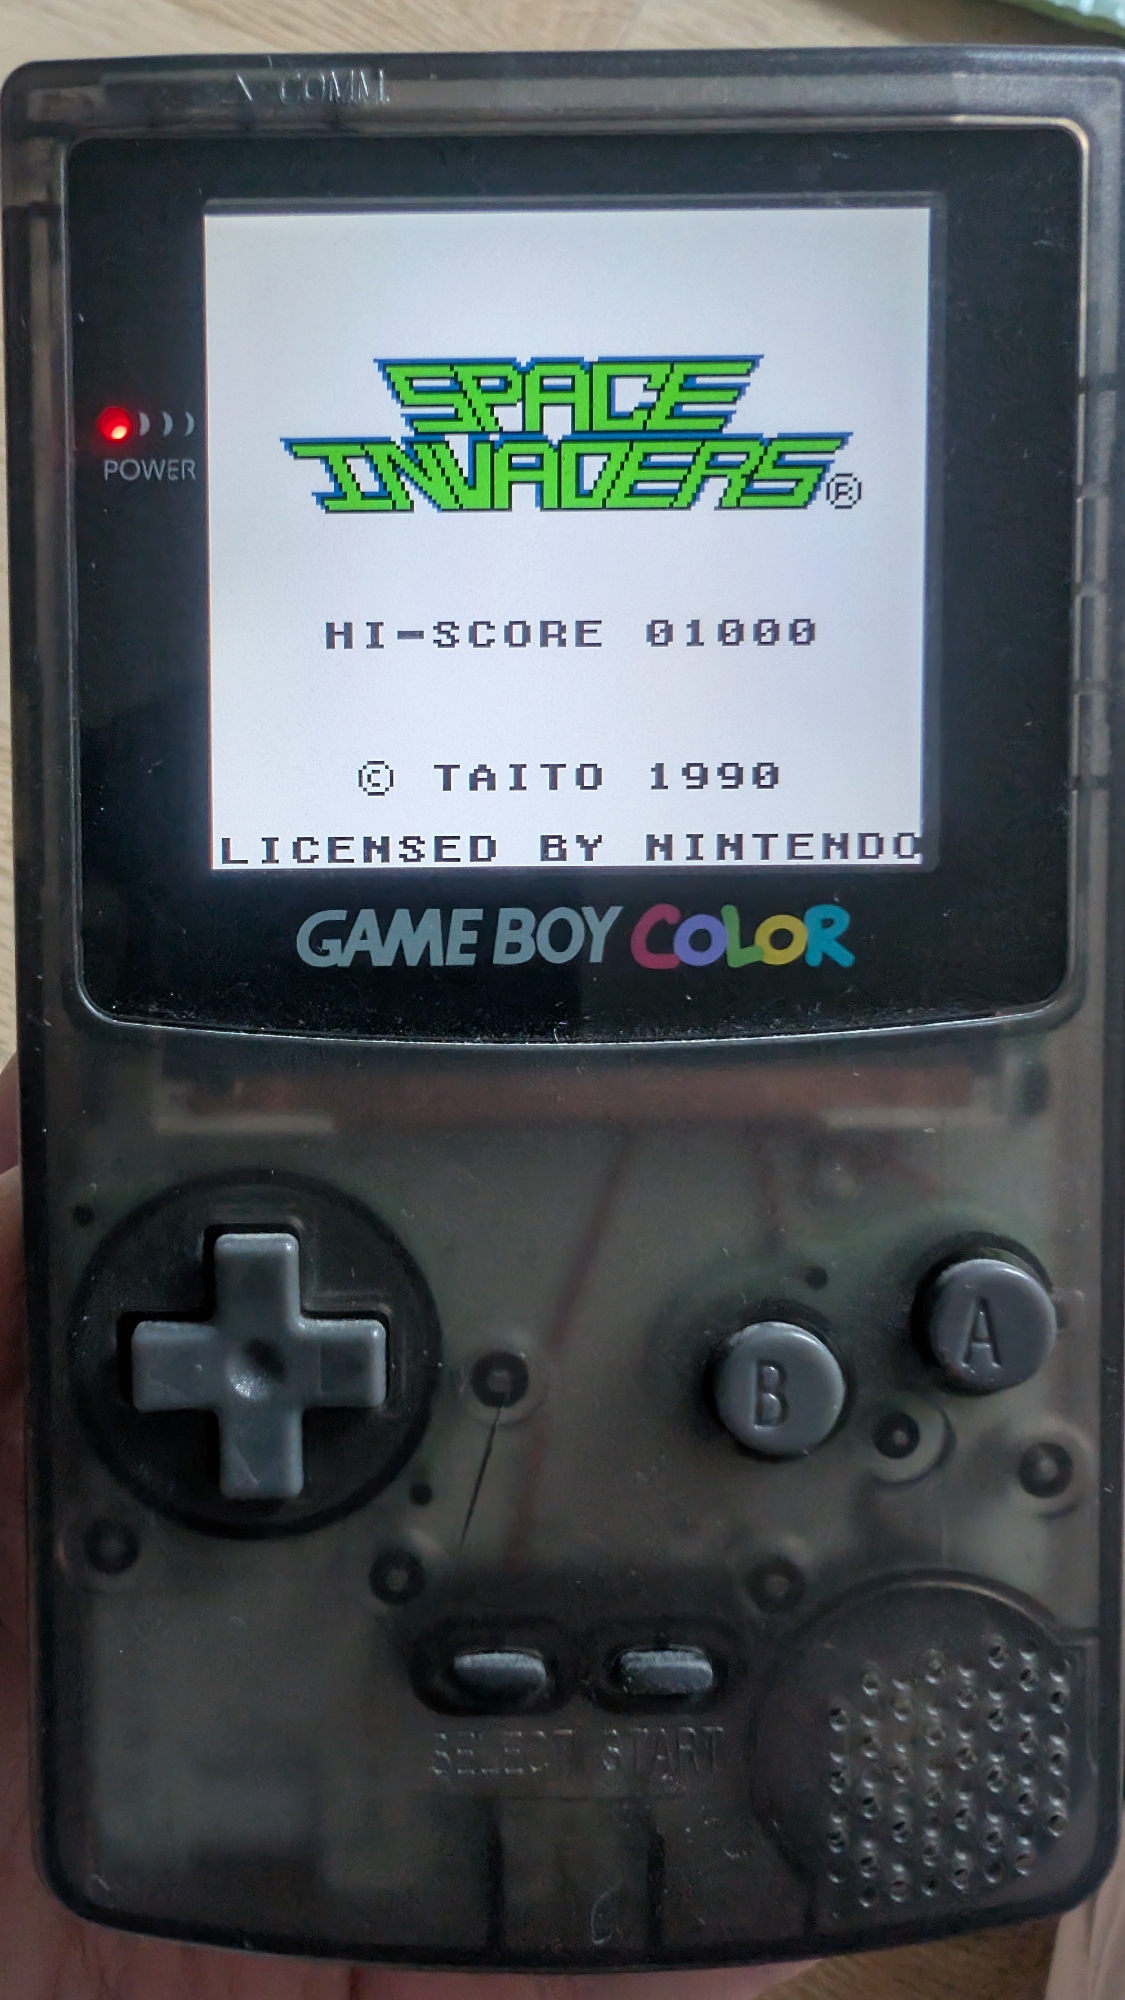 COMM.
SPACE
INVADERS®
POWER
HI-SCORE 01000
© TAITO 1990
LICENSED BY NINTENDO
GAME BOY COLOR
A
B
SELECT START